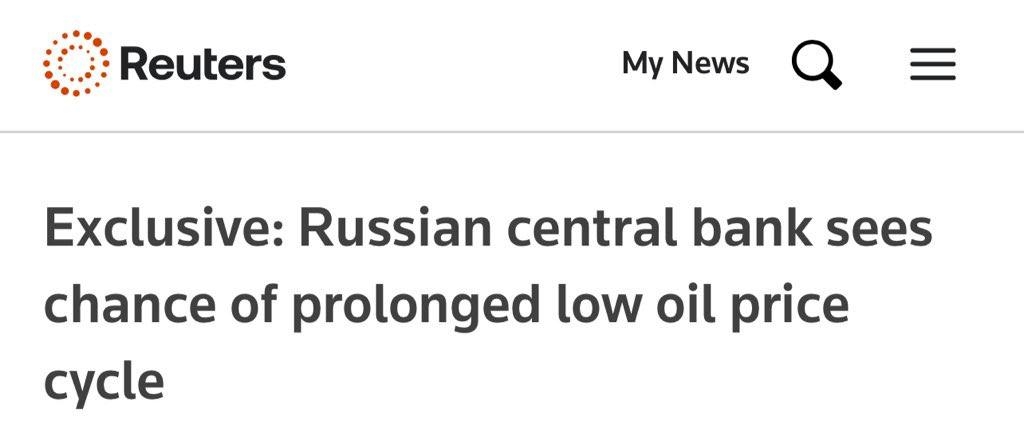 Reuters My News
Exclusive: Russian central bank sees
chance of prolonged low oil price
cycle